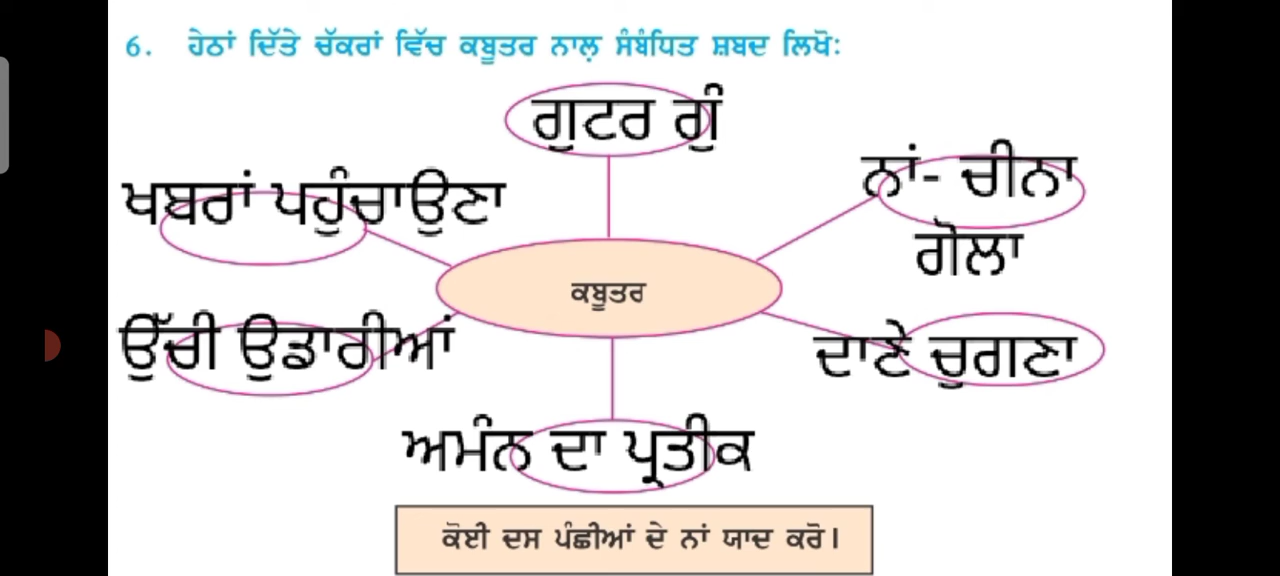 6. ਹੇਠਾਂ ਦਿੱਤੇ ਚੱਕਰਾਂ ਵਿੱਚ ਕਬੂਤਰ ਨਾਲ਼ ਸੰਬੰਧਿਤ ਸ਼ਬਦ ਲਿਖੋ:
ਗੁਟਰ ਗੁੰ
ਨਾਂ- ਚੀਨਾ
ਗੋਲਾ
ਖਬਰਾਂ ਪਹੁੰਚਾਉਣਾ
ਕਬੂਤਰ
ਉੱਚੀ ਉਡਾਰੀਆਂ
ਦਾਣੇ ਚੁਗਣਾ
ਅਮੰਨ ਦਾ ਪ੍ਰਤੀਕ
ਕੋਈ ਦਸ ਪੰਛੀਆਂ ਦੇ ਨਾਂ ਯਾਦ ਕਰੋ।